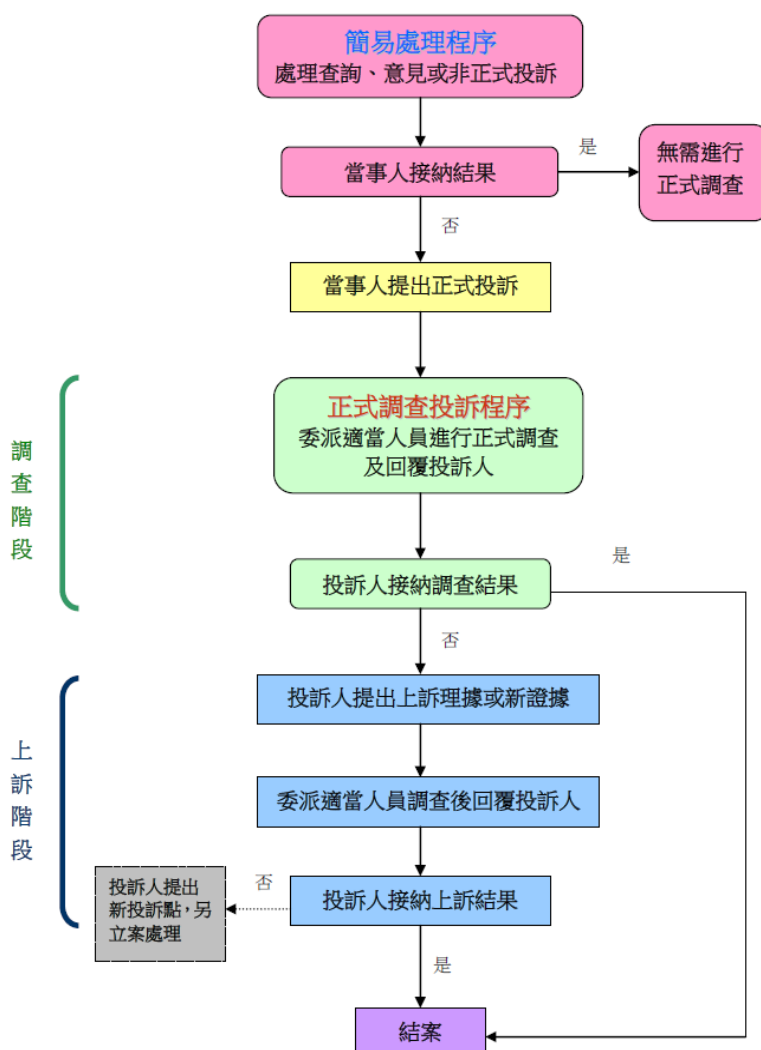 簡易處理程序
處理查詢、意見或非正式投訴
是
無需進行
正式調查
當事人接納結果
否
當事人提出正式投訴
調查階段
正式調查投訴程序
委派適當人員進行正式調查
及回覆投訴人
是
投訴人接納調查結果
否
上訴階段
投訴人提出上訴理據或新證據
委派適當人員調查後回覆投訴人
投訴人提出
新投訴點，另
立案處理
否
投訴人接納上訴結果
是
結案